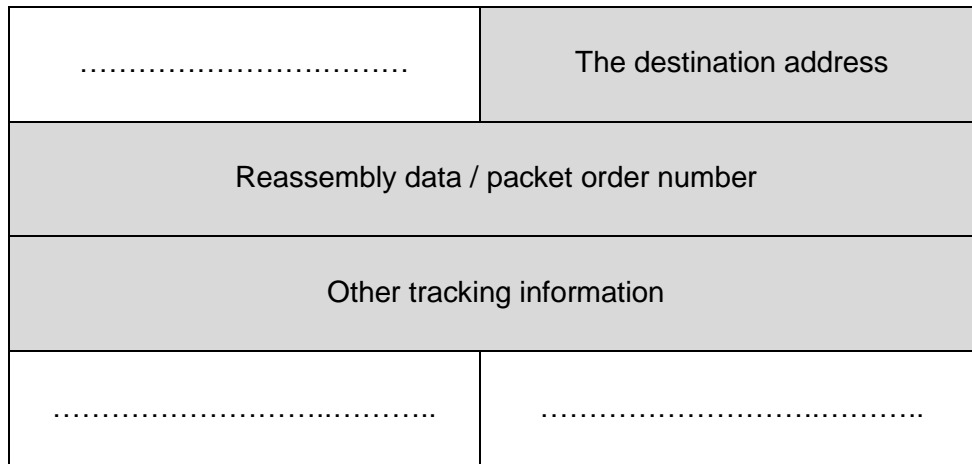 …………………….………
The destination address
Reassembly data / packet order number
Other tracking information
………………………..………..
………………………..………..